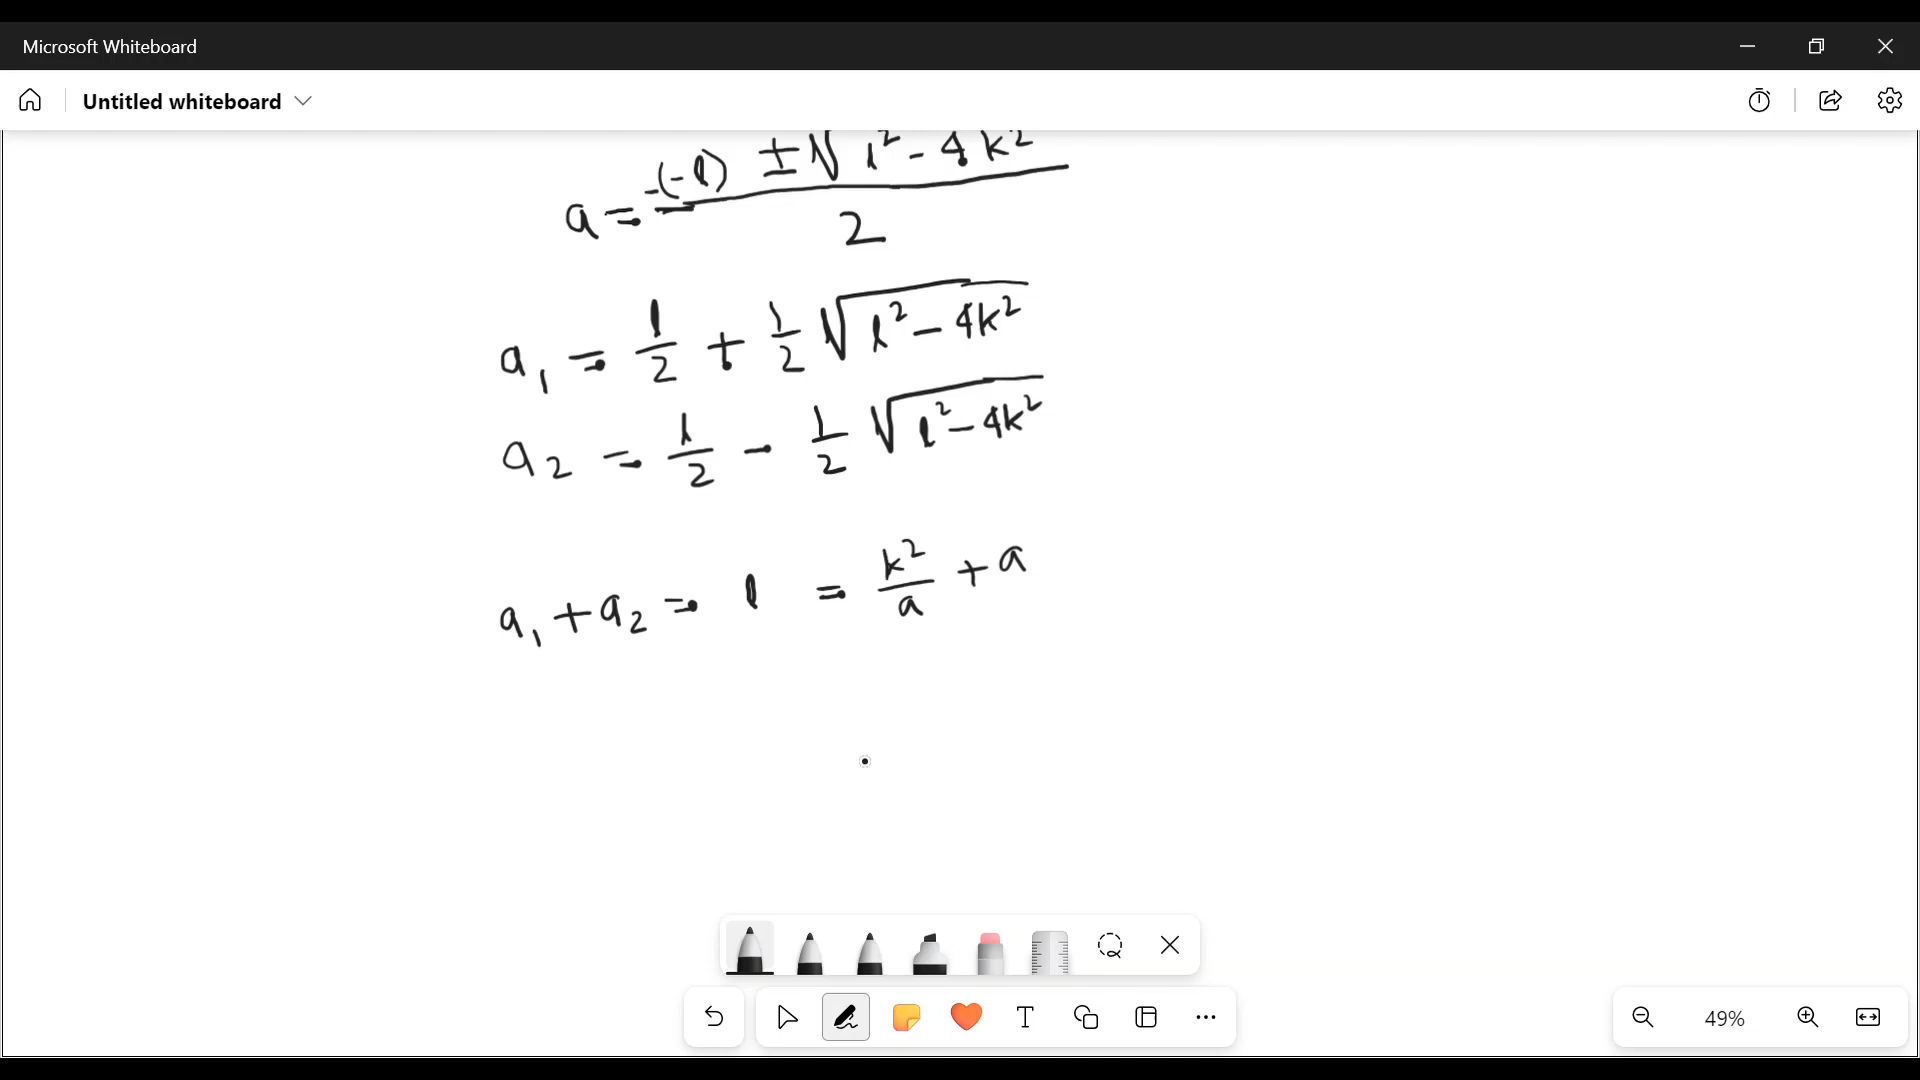 Microsoft Whiteboard
Untitled whiteboard
a = (-(-l) ± √(l² - 4k²)) / 2
a₁ = l/2 + 1/2 √(l² - 4k²)
a₂ = l/2 - 1/2 √(l² - 4k²)
a₁ + a₂ = l = k²/a + a
49%